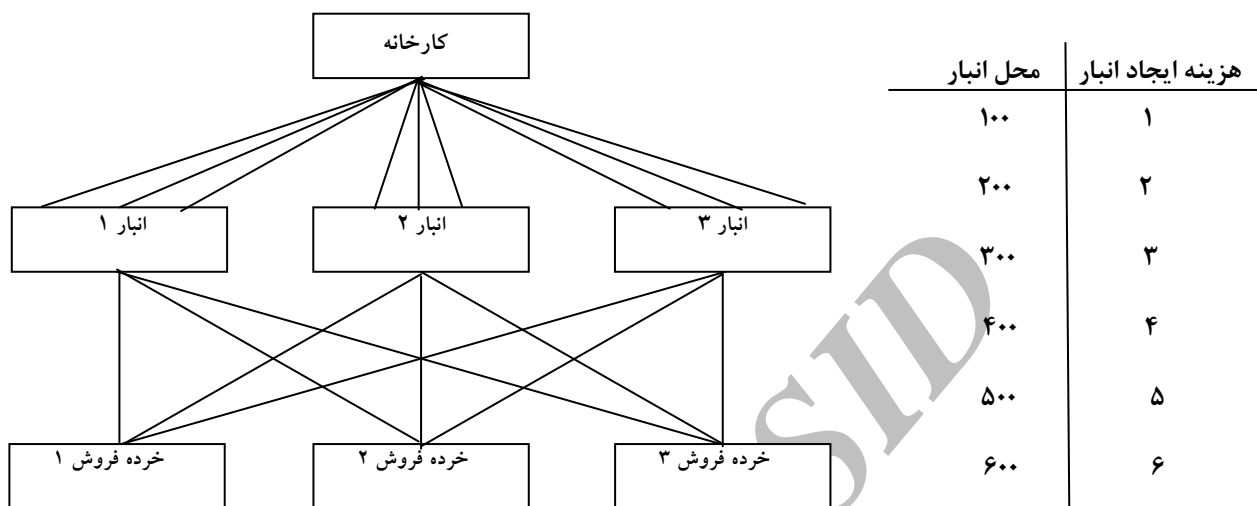 کارخانه
انبار ۱
انبار ۲
انبار ۳
خرده فروش ۱
خرده فروش ۲
خرده فروش ۳
هزینه ایجاد انبار محل انبار
۱ ۱۰۰
۲ ۲۰۰
۳ ۳۰۰
۴ ۴۰۰
۵ ۵۰۰
۶ ۶۰۰
SID